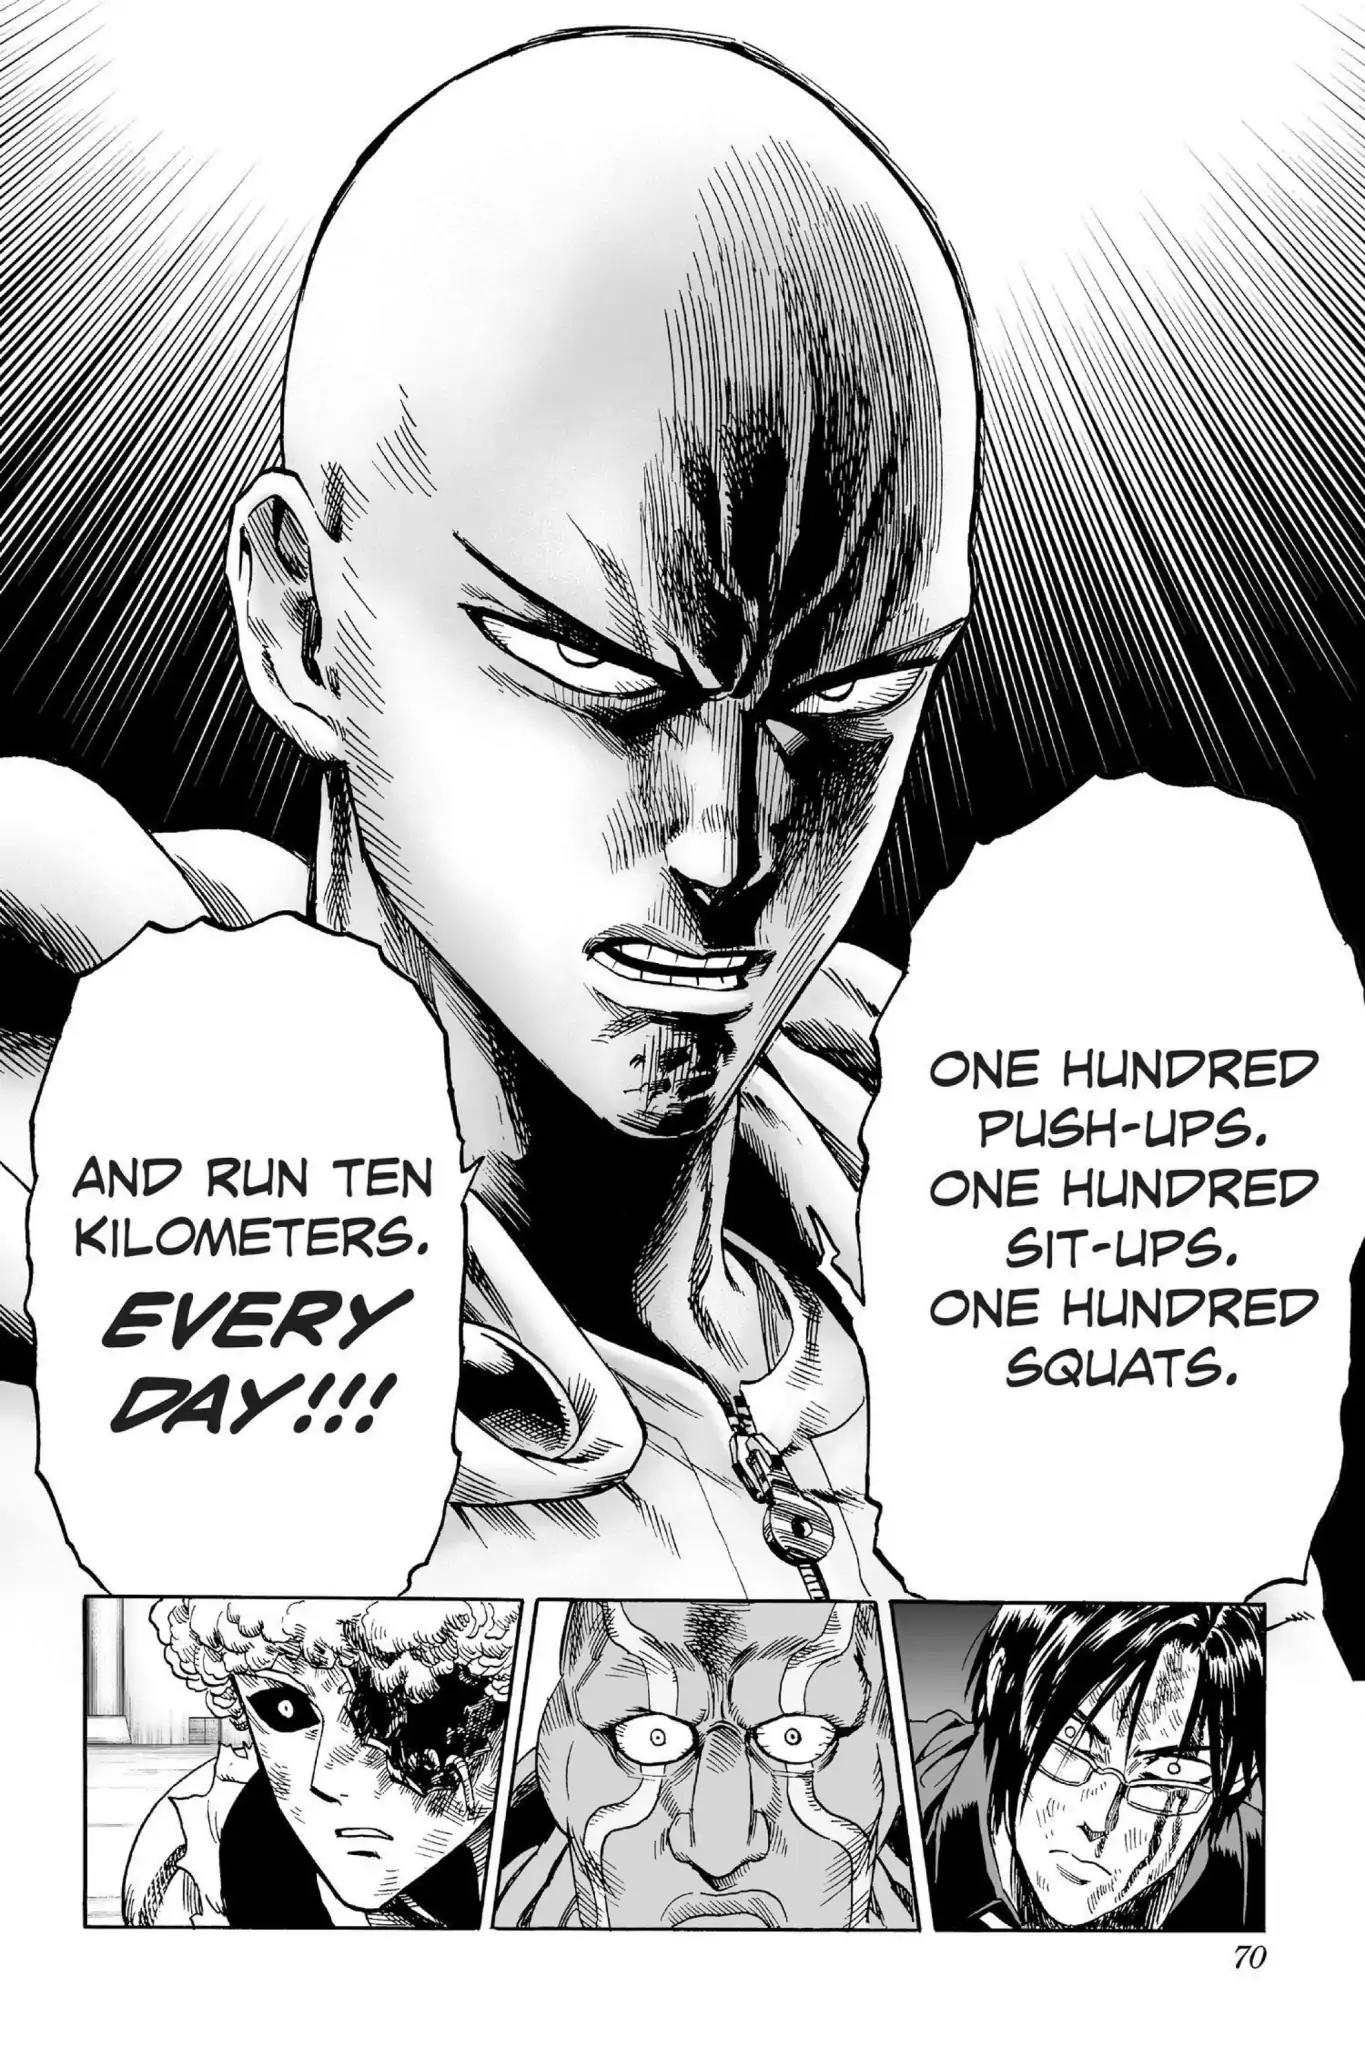 ONE HUNDRED
PUSH-UPS.
ONE HUNDRED
SIT-UPS.
ONE HUNDRED
SQUATS.
AND RUN TEN
KILOMETERS.
EVERY
DAY!!!
70